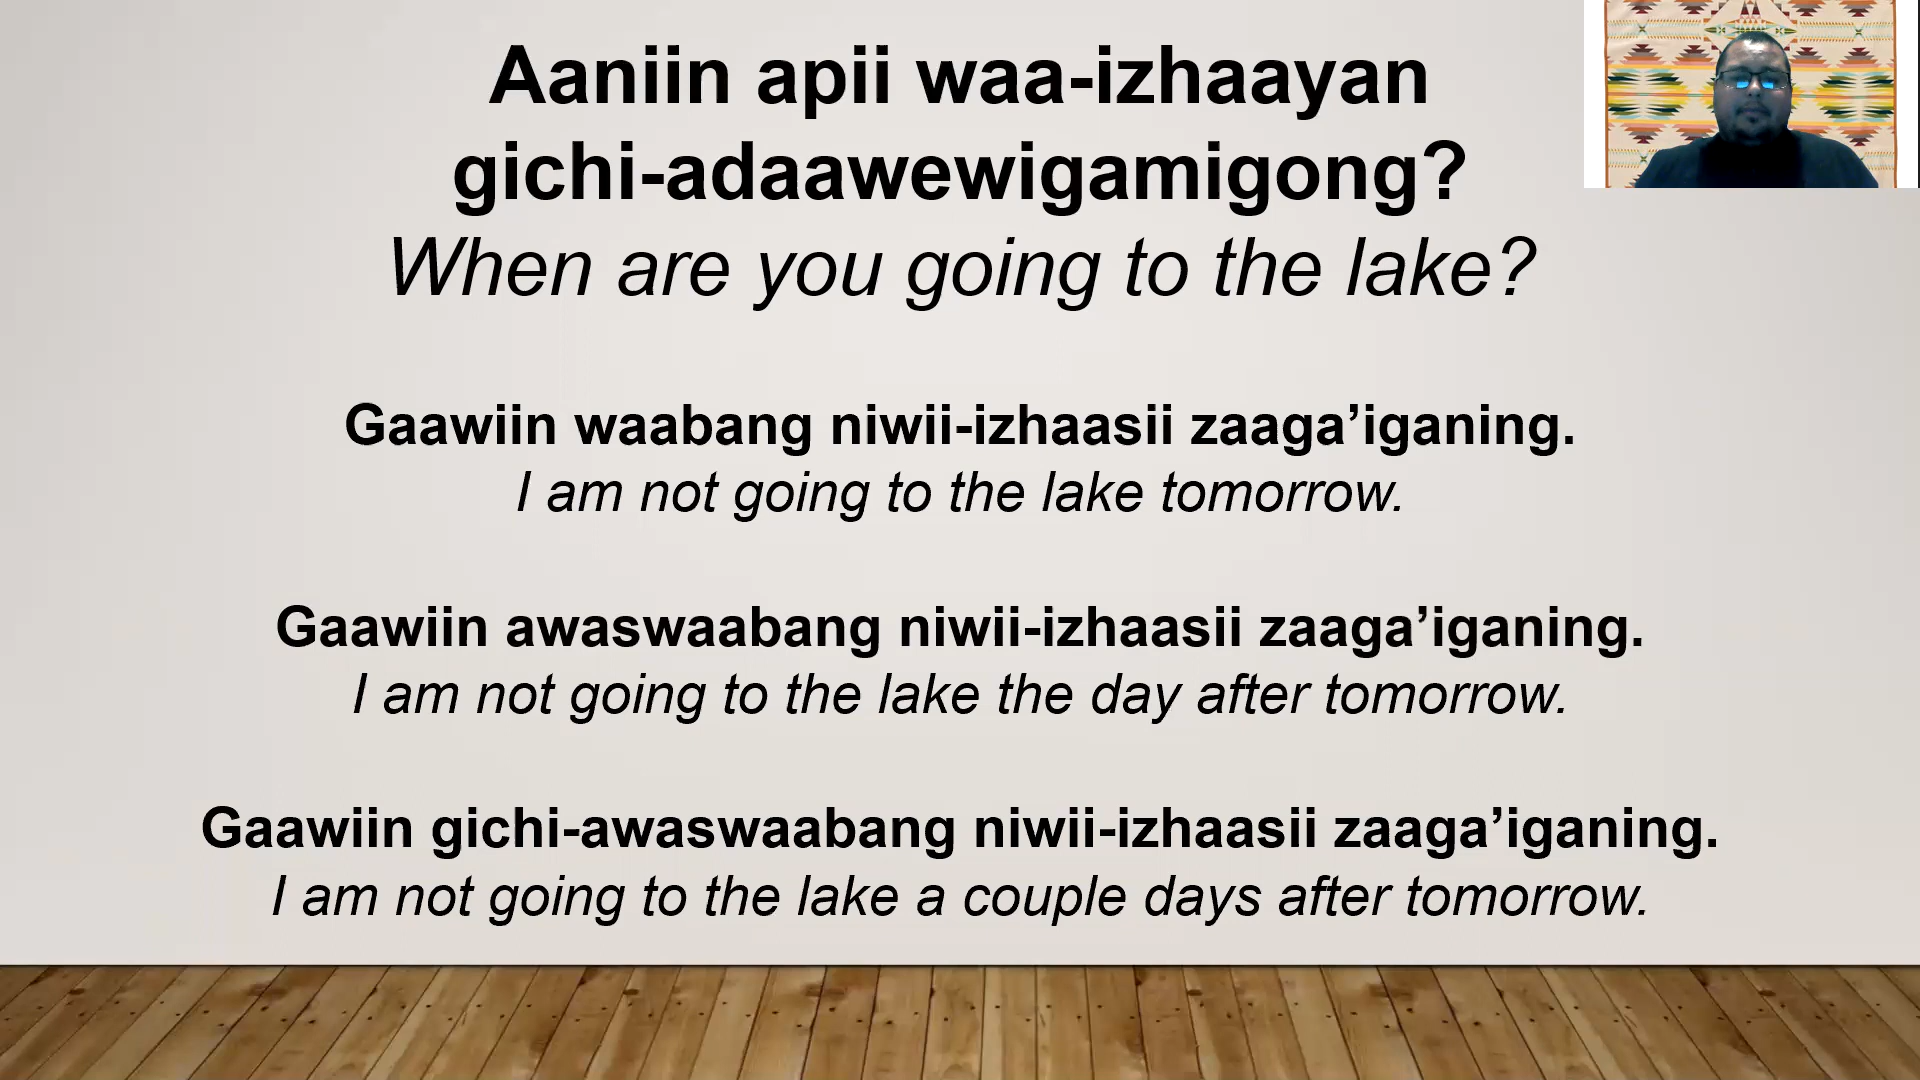 Aaniin apii waa-izhaayan
gichi-adaawewigamigong?
When are you going to the lake?
Gaawiin waabang niwii-izhaasii zaaga’iganing.
I am not going to the lake tomorrow.
Gaawiin awaswaabang niwii-izhaasii zaaga’iganing.
I am not going to the lake the day after tomorrow.
Gaawiin gichi-awaswaabang niwii-izhaasii zaaga’iganing.
I am not going to the lake a couple days after tomorrow.